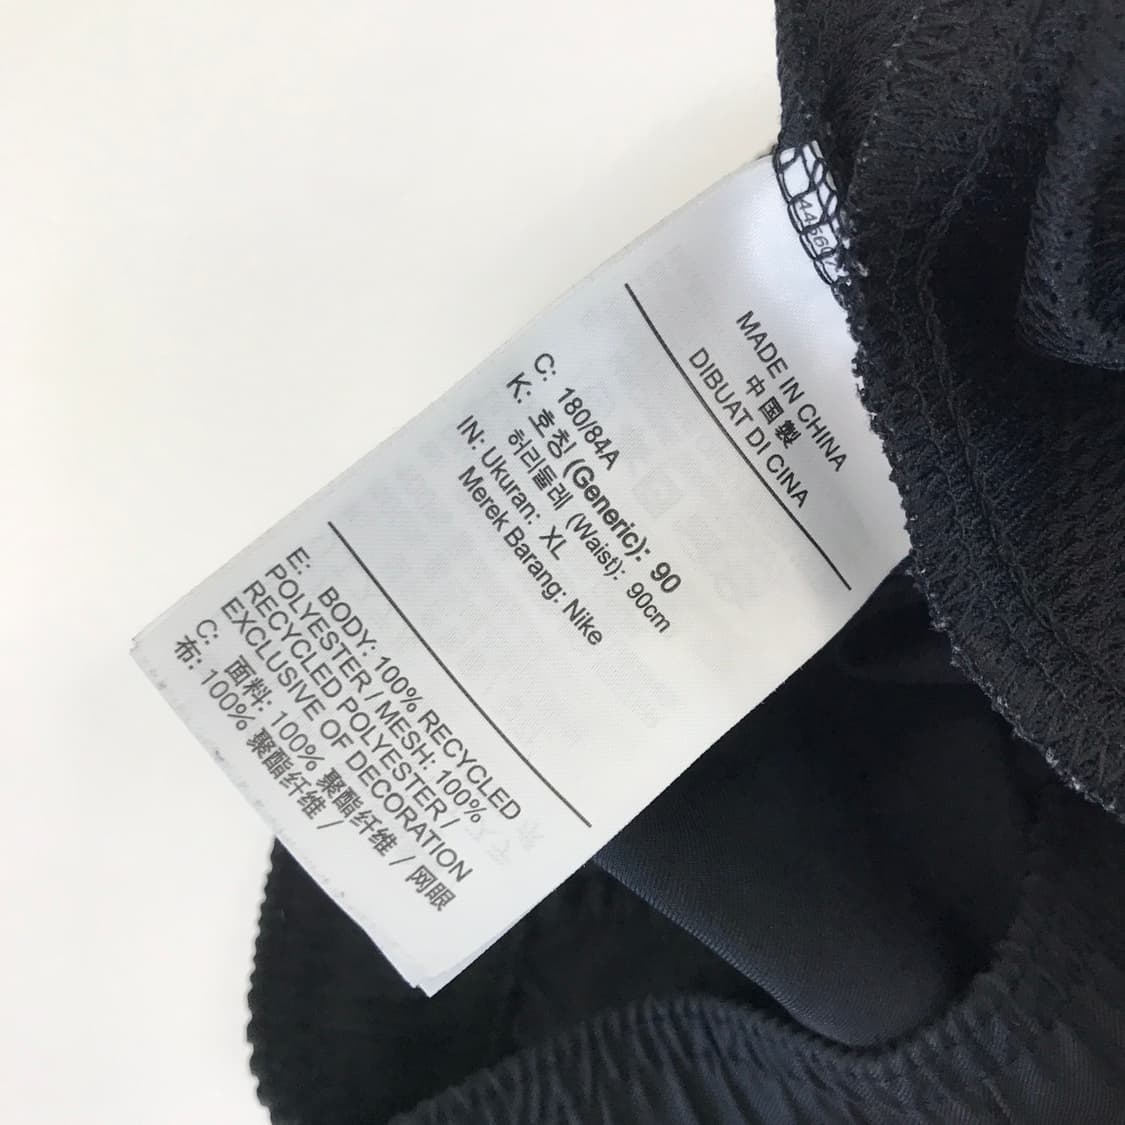 MADE IN CHINA
中国製
DIBUAT DI CINA
C: 180/84A
K: 호칭 (Generic): 90
허리둘레 (Waist): 90cm
IN: Ukuran: XL
Merek Barang: Nike
E: BODY: 100% RECYCLED
POLYESTER / MESH: 100%
RECYCLED POLYESTER /
EXCLUSIVE OF DECORATION
C: 面料: 100% 聚酯纤维 / 网眼
布: 100% 聚酯纤维 /